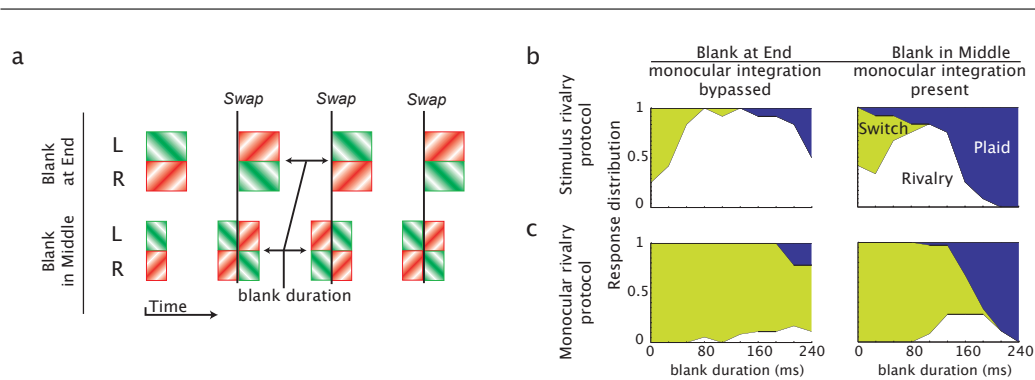 a
Swap Swap Swap
Blank
at End
L
R
Blank
in Middle
L
R
blank duration
Time
b
Blank at End
monocular integration
bypassed
Blank in Middle
monocular integration
present
Stimulus rivalry
protocol
Response distribution
1
0.5
0
Switch
Rivalry
Plaid
c
Monocular rivalry
protocol
1
0.5
0
0 80 160 240
blank duration (ms)
0 80 160 240
blank duration (ms)